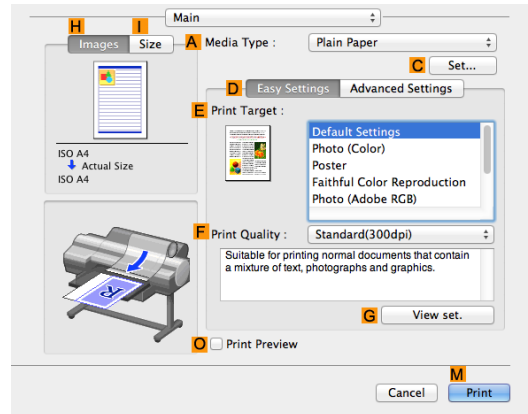 Main
H
I
Images
Size
A
Media Type :
Plain Paper
C
Set...
D
Easy Settings
Advanced Settings
E
Print Target :
Default Settings
Photo (Color)
Poster
Faithful Color Reproduction
Photo (Adobe RGB)
ISO A4
Actual Size
ISO A4
F
Print Quality :
Standard(300dpi)
Suitable for printing normal documents that contain
a mixture of text, photographs and graphics.
R
G
View set.
O
Print Preview
M
Cancel
Print